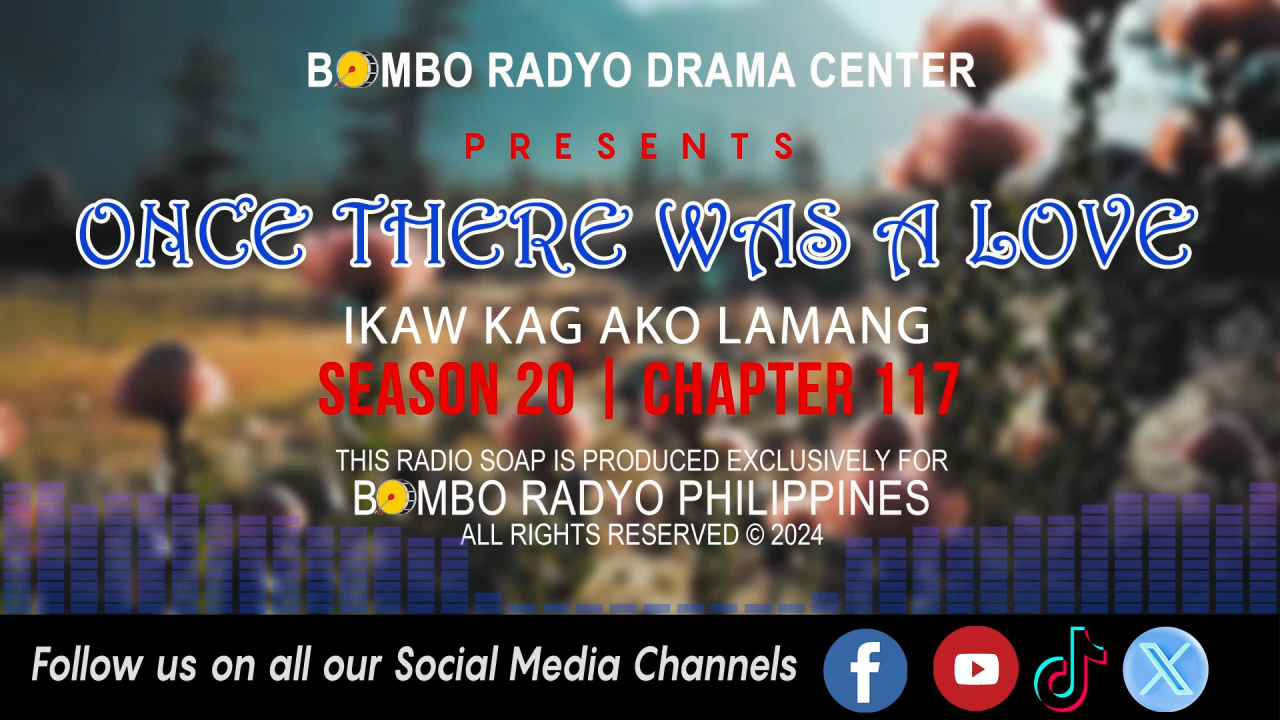 BOMBO RADYO DRAMA CENTER
PRESENTS
ONCE THERE WAS A LOVE
IKAW KAG AKO LAMANG
SEASON 20 | CHAPTER 117
THIS RADIO SOAP IS PRODUCED EXCLUSIVELY FOR
BOMBO RADYO PHILIPPINES
ALL RIGHTS RESERVED © 2024
Follow us on all our Social Media Channels